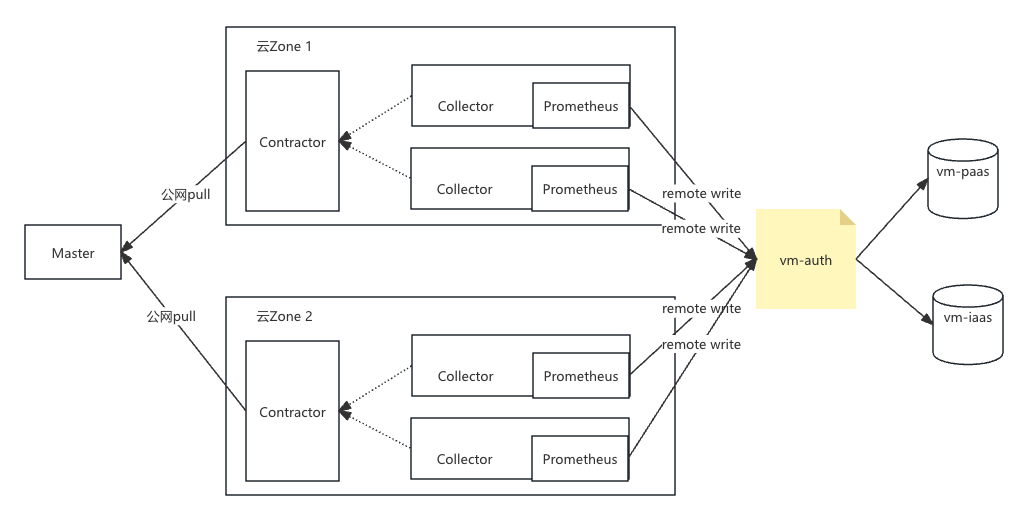 云Zone 1
Contractor
Collector
Prometheus
Collector
Prometheus
公网pull
remote write
remote write
Master
vm-auth
vm-paas
vm-iaas
公网pull
云Zone 2
remote write
remote write
Contractor
Collector
Prometheus
Collector
Prometheus